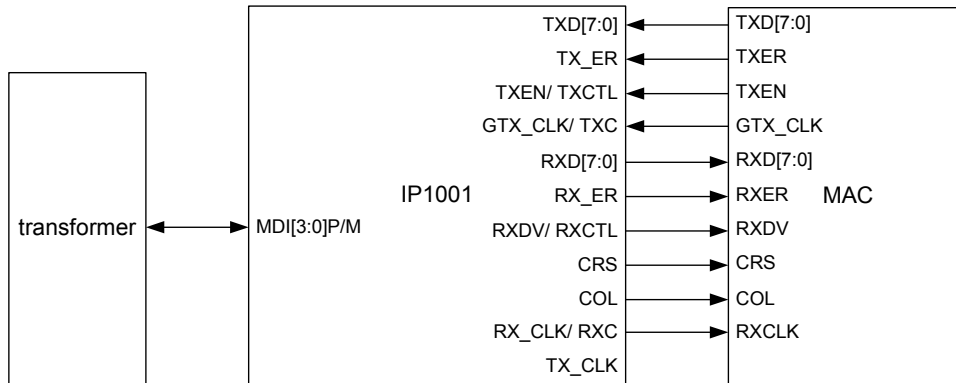 TXD[7:0] TXD[7:0]
TX_ER TXER
TXEN/ TXCTL TXEN
GTX_CLK/ TXC GTX_CLK
RXD[7:0] RXD[7:0]
IP1001 RX_ER RXER MAC
transformer MDI[3:0]P/M RXDV/ RXCTL RXDV
CRS CRS
COL COL
RX_CLK/ RXC RXCLK
TX_CLK